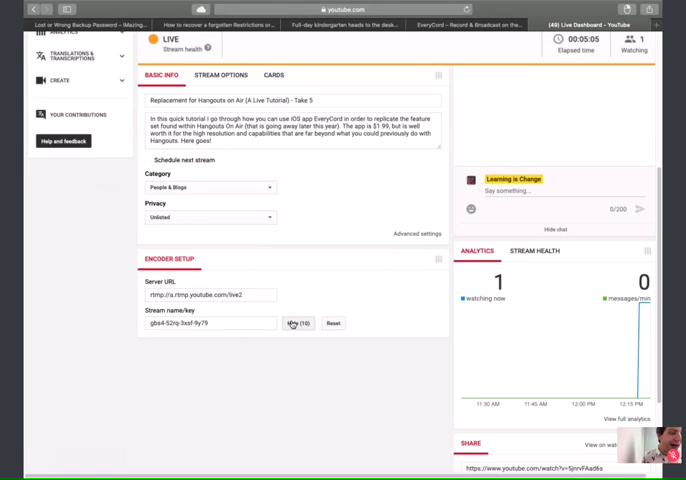 youtube.com
Lost or Wrong Backup Password – iMazing...
How to recover a forgotten Restrictions or...
Full-day kindergarten heads to the desk...
EveryCord – Record & Broadcast on the...
(49) Live Dashboard - YouTube
ANALYTICS
TRANSLATIONS &
TRANSCRIPTIONS
CREATE
YOUR CONTRIBUTIONS
Help and feedback
LIVE
Stream health
00:05:05
Elapsed time
1
Watching
BASIC INFO
STREAM OPTIONS
CARDS
Replacement for Hangouts on Air (A Live Tutorial) - Take 5
In this quick tutorial I go through how you can use iOS app EveryCord in order to replicate the feature
set found within Hangouts On Air (that is going away later this year). The app is $1.99, but is well
worth it for the high resolution and capabilities that are far beyond what you could previously do with
Hangouts. Here goes!
Schedule next stream
Category
People & Blogs
Privacy
Unlisted
Advanced settings
ENCODER SETUP
Server URL
rtmp://a.rtmp.youtube.com/live2
Stream name/key
gbs4-52rq-3xsf-9y79
(10)
Reset
Learning is Change
Say something...
0/200
Hide chat
ANALYTICS
STREAM HEALTH
1
watching now
0
messages/min
11:30 AM
11:45 AM
12:00 PM
12:15 PM
View full analytics
SHARE
View on wat
https://www.youtube.com/watch?v=5jnrvFAad6s